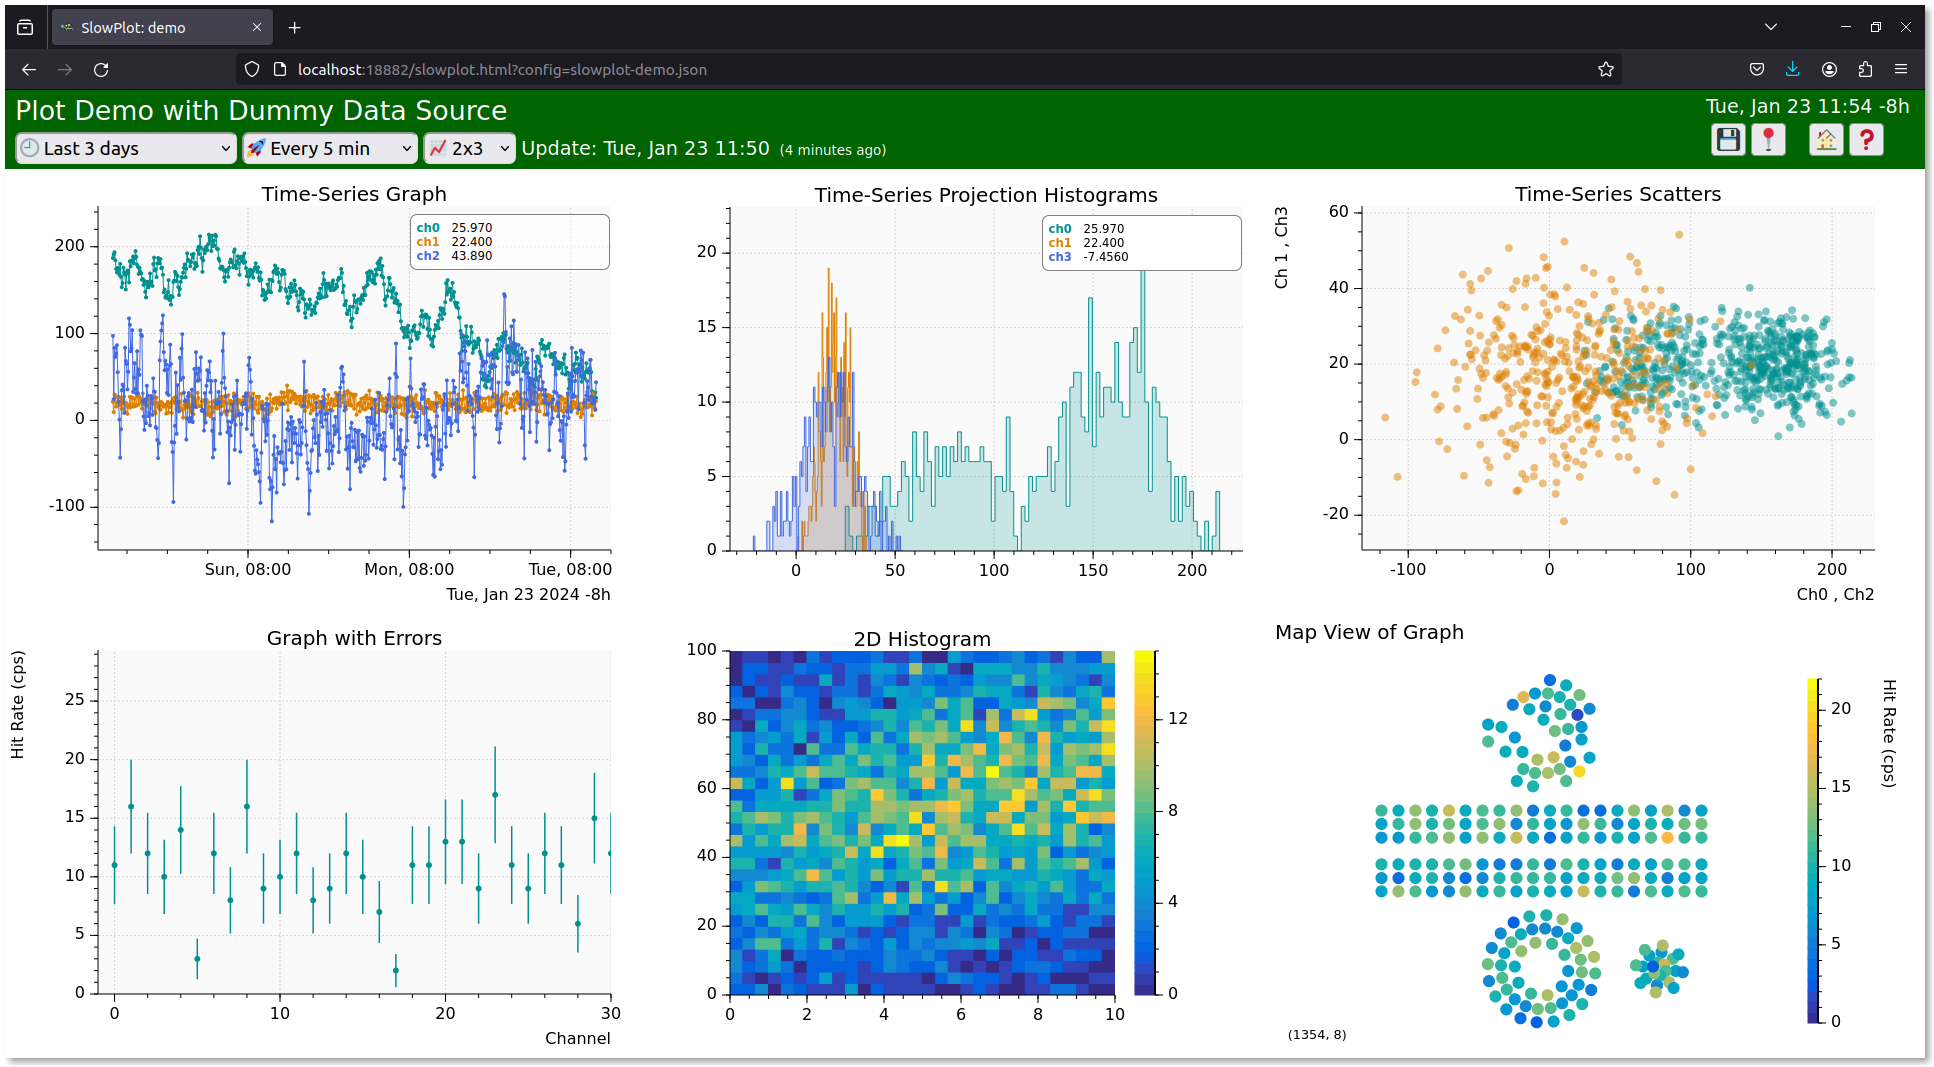 SlowPlot: demo
localhost:18882/slowplot.html?config=slowplot-demo.json
Plot Demo with Dummy Data Source
Tue, Jan 23 11:54 -8h
Last 3 days Every 5 min 2x3 Update: Tue, Jan 23 11:50 (4 minutes ago)
Time-Series Graph
ch0 25.970
ch1 22.400
ch2 43.890
200
100
0
-100
Sun, 08:00 Mon, 08:00 Tue, 08:00
Tue, Jan 23 2024 -8h
Time-Series Projection Histograms
ch0 25.970
ch1 22.400
ch3 -7.4560
20
15
10
5
0
0 50 100 150 200
Time-Series Scatters
Ch 1 , Ch3
60
40
20
0
-20
-100 0 100 200
Ch0 , Ch2
Graph with Errors
Hit Rate (cps)
25
20
15
10
5
0
0 10 20 30
Channel
2D Histogram
100
80
60
40
20
0
0 2 4 6 8 10
12
8
4
0
Map View of Graph
20
15
10
5
0
Hit Rate (cps)
(1354, 8)